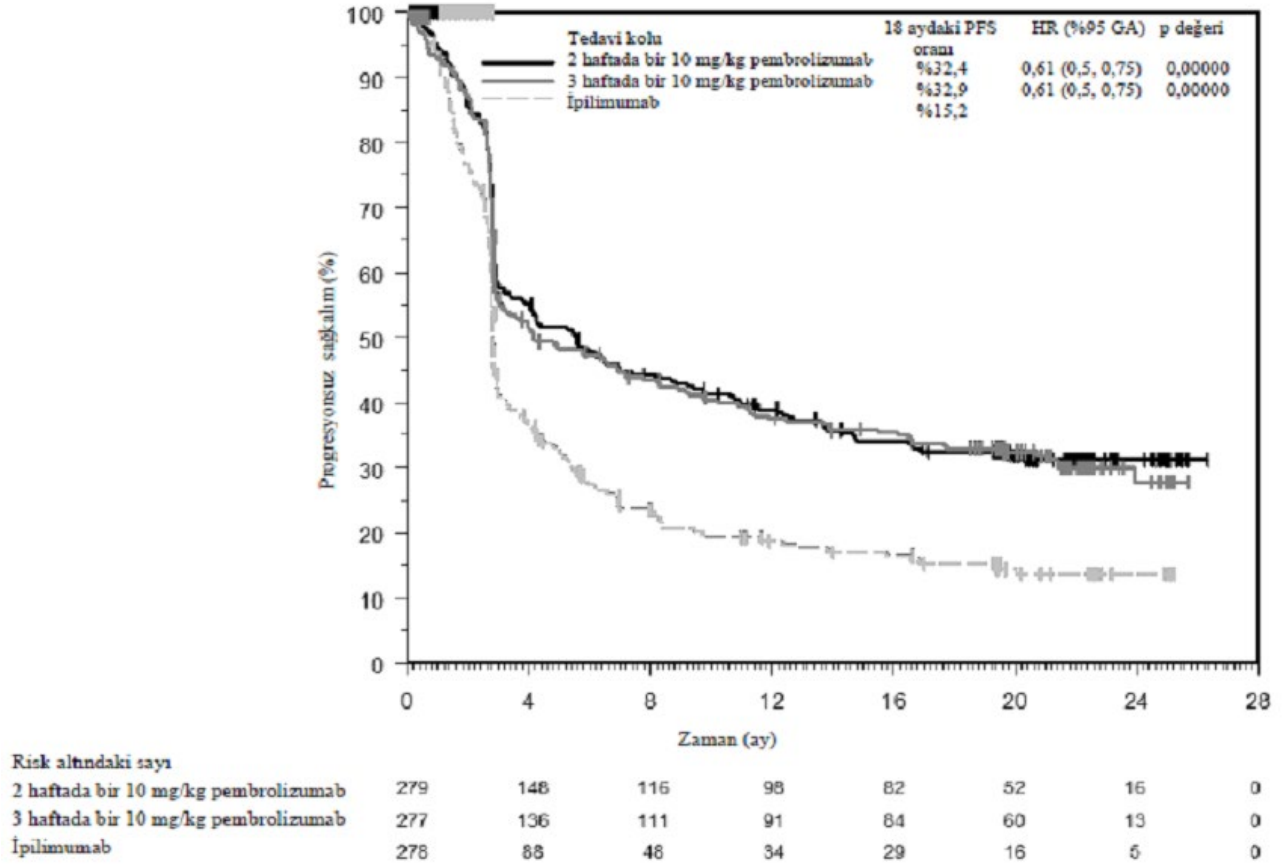 Tedavi kolu
2 haftada bir 10 mg/kg pembrolizumab
3 haftada bir 10 mg/kg pembrolizumab
İpilimumab
18 aydaki PFS oranı HR (%95 GA) p değeri
%32,4 0,61 (0,5, 0,75) 0,00000
%32,9 0,61 (0,5, 0,75) 0,00000
%15,2
Progresyonsuz sağkalım (%)
100
90
80
70
60
50
40
30
20
10
0
0 4 8 12 16 20 24 28
Zaman (ay)
Risk altındaki sayı
2 haftada bir 10 mg/kg pembrolizumab 279 148 116 98 82 52 16 0
3 haftada bir 10 mg/kg pembrolizumab 277 136 111 91 84 60 13 0
İpilimumab 278 88 48 34 29 16 5 0